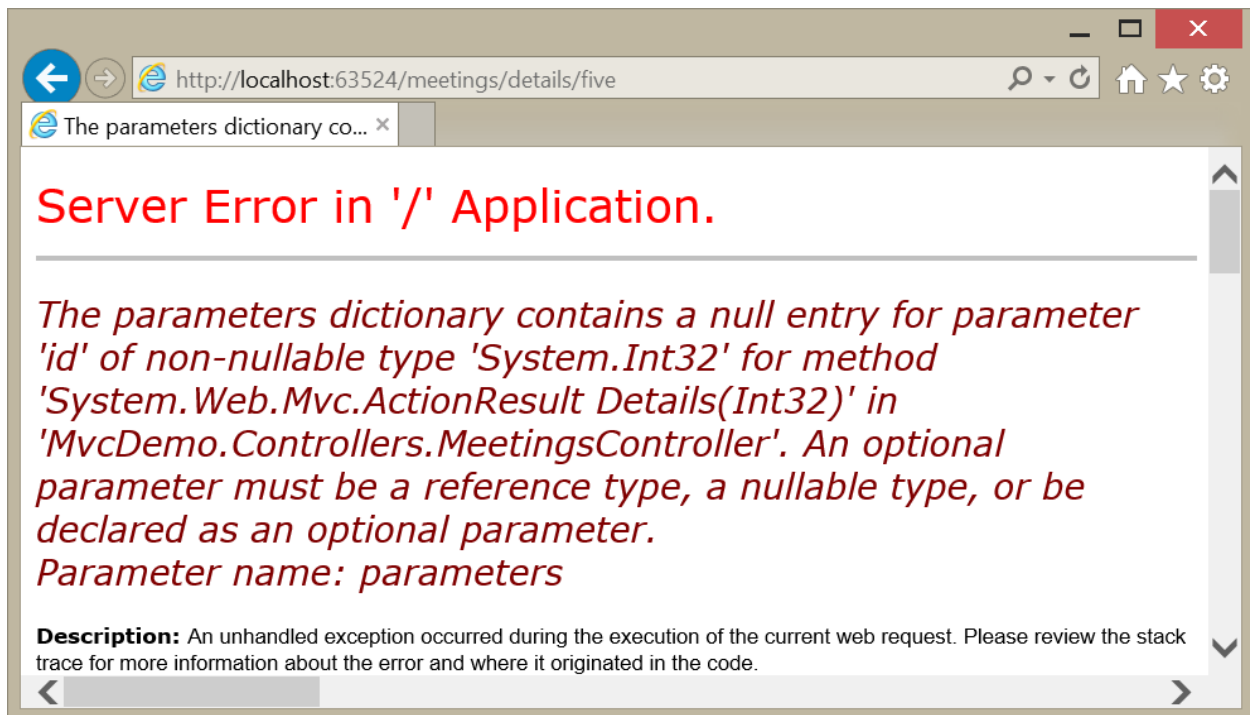 http://localhost:63524/meetings/details/five
The parameters dictionary co...
Server Error in '/' Application.
The parameters dictionary contains a null entry for parameter
'id' of non-nullable type 'System.Int32' for method
'System.Web.Mvc.ActionResult Details(Int32)' in
'MvcDemo.Controllers.MeetingsController'. An optional
parameter must be a reference type, a nullable type, or be
declared as an optional parameter.
Parameter name: parameters
Description: An unhandled exception occurred during the execution of the current web request. Please review the stack
trace for more information about the error and where it originated in the code.